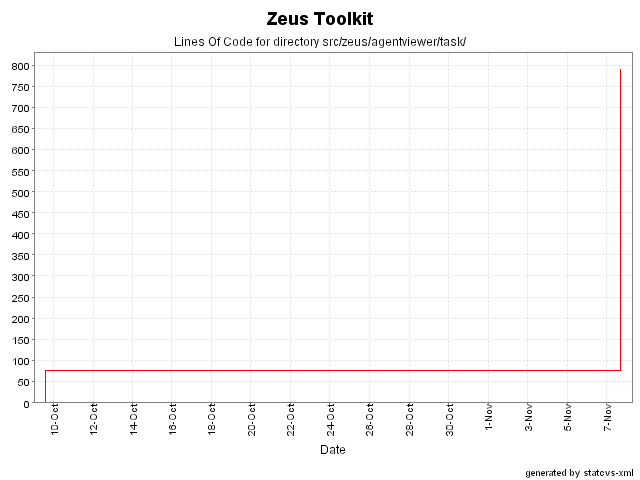 Zeus Toolkit
Lines Of Code for directory src/zeus/agentviewer/task/
800
750
700
650
600
550
500
450
400
350
300
250
200
150
100
50
0
10-Oct
12-Oct
14-Oct
16-Oct
18-Oct
20-Oct
22-Oct
24-Oct
26-Oct
28-Oct
30-Oct
1-Nov
3-Nov
5-Nov
7-Nov
Date
generated by statcvs-xml